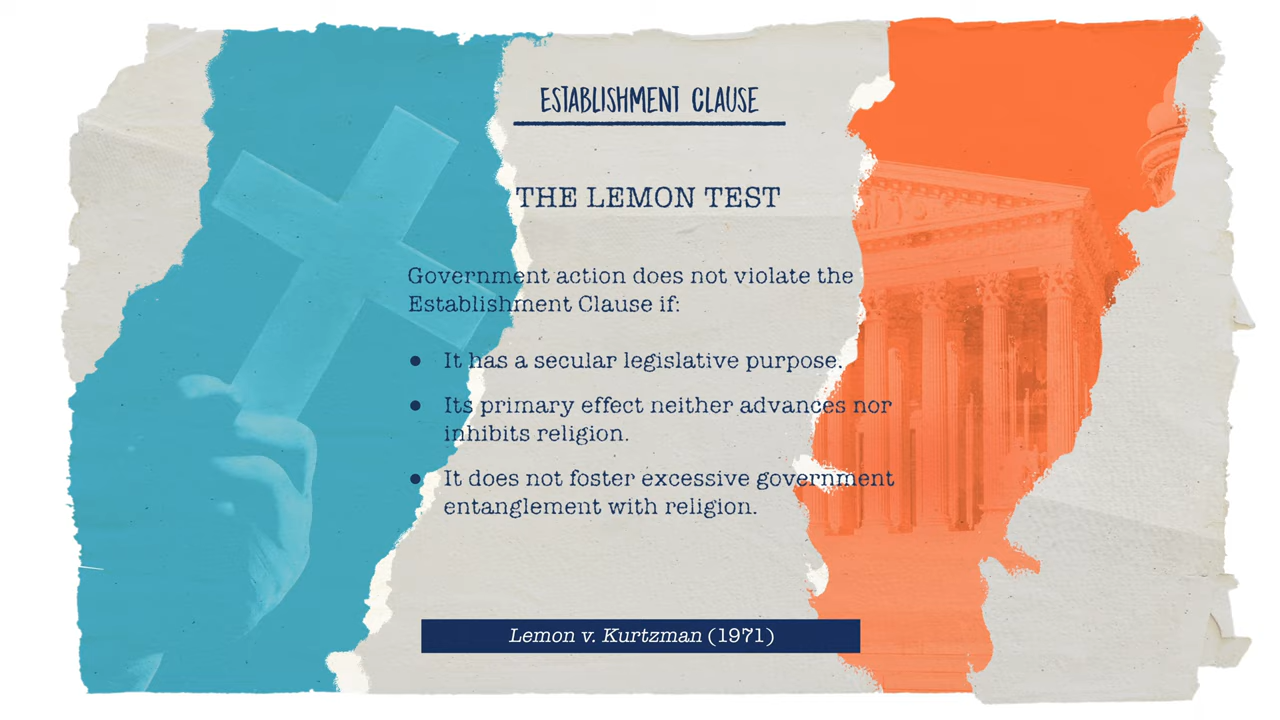 ESTABLISHMENT CLAUSE
THE LEMON TEST
Government action does not violate the
Establishment Clause if:
● It has a secular legislative purpose.
● Its primary effect neither advances nor
inhibits religion.
● It does not foster excessive government
entanglement with religion.
Lemon v. Kurtzman (1971)